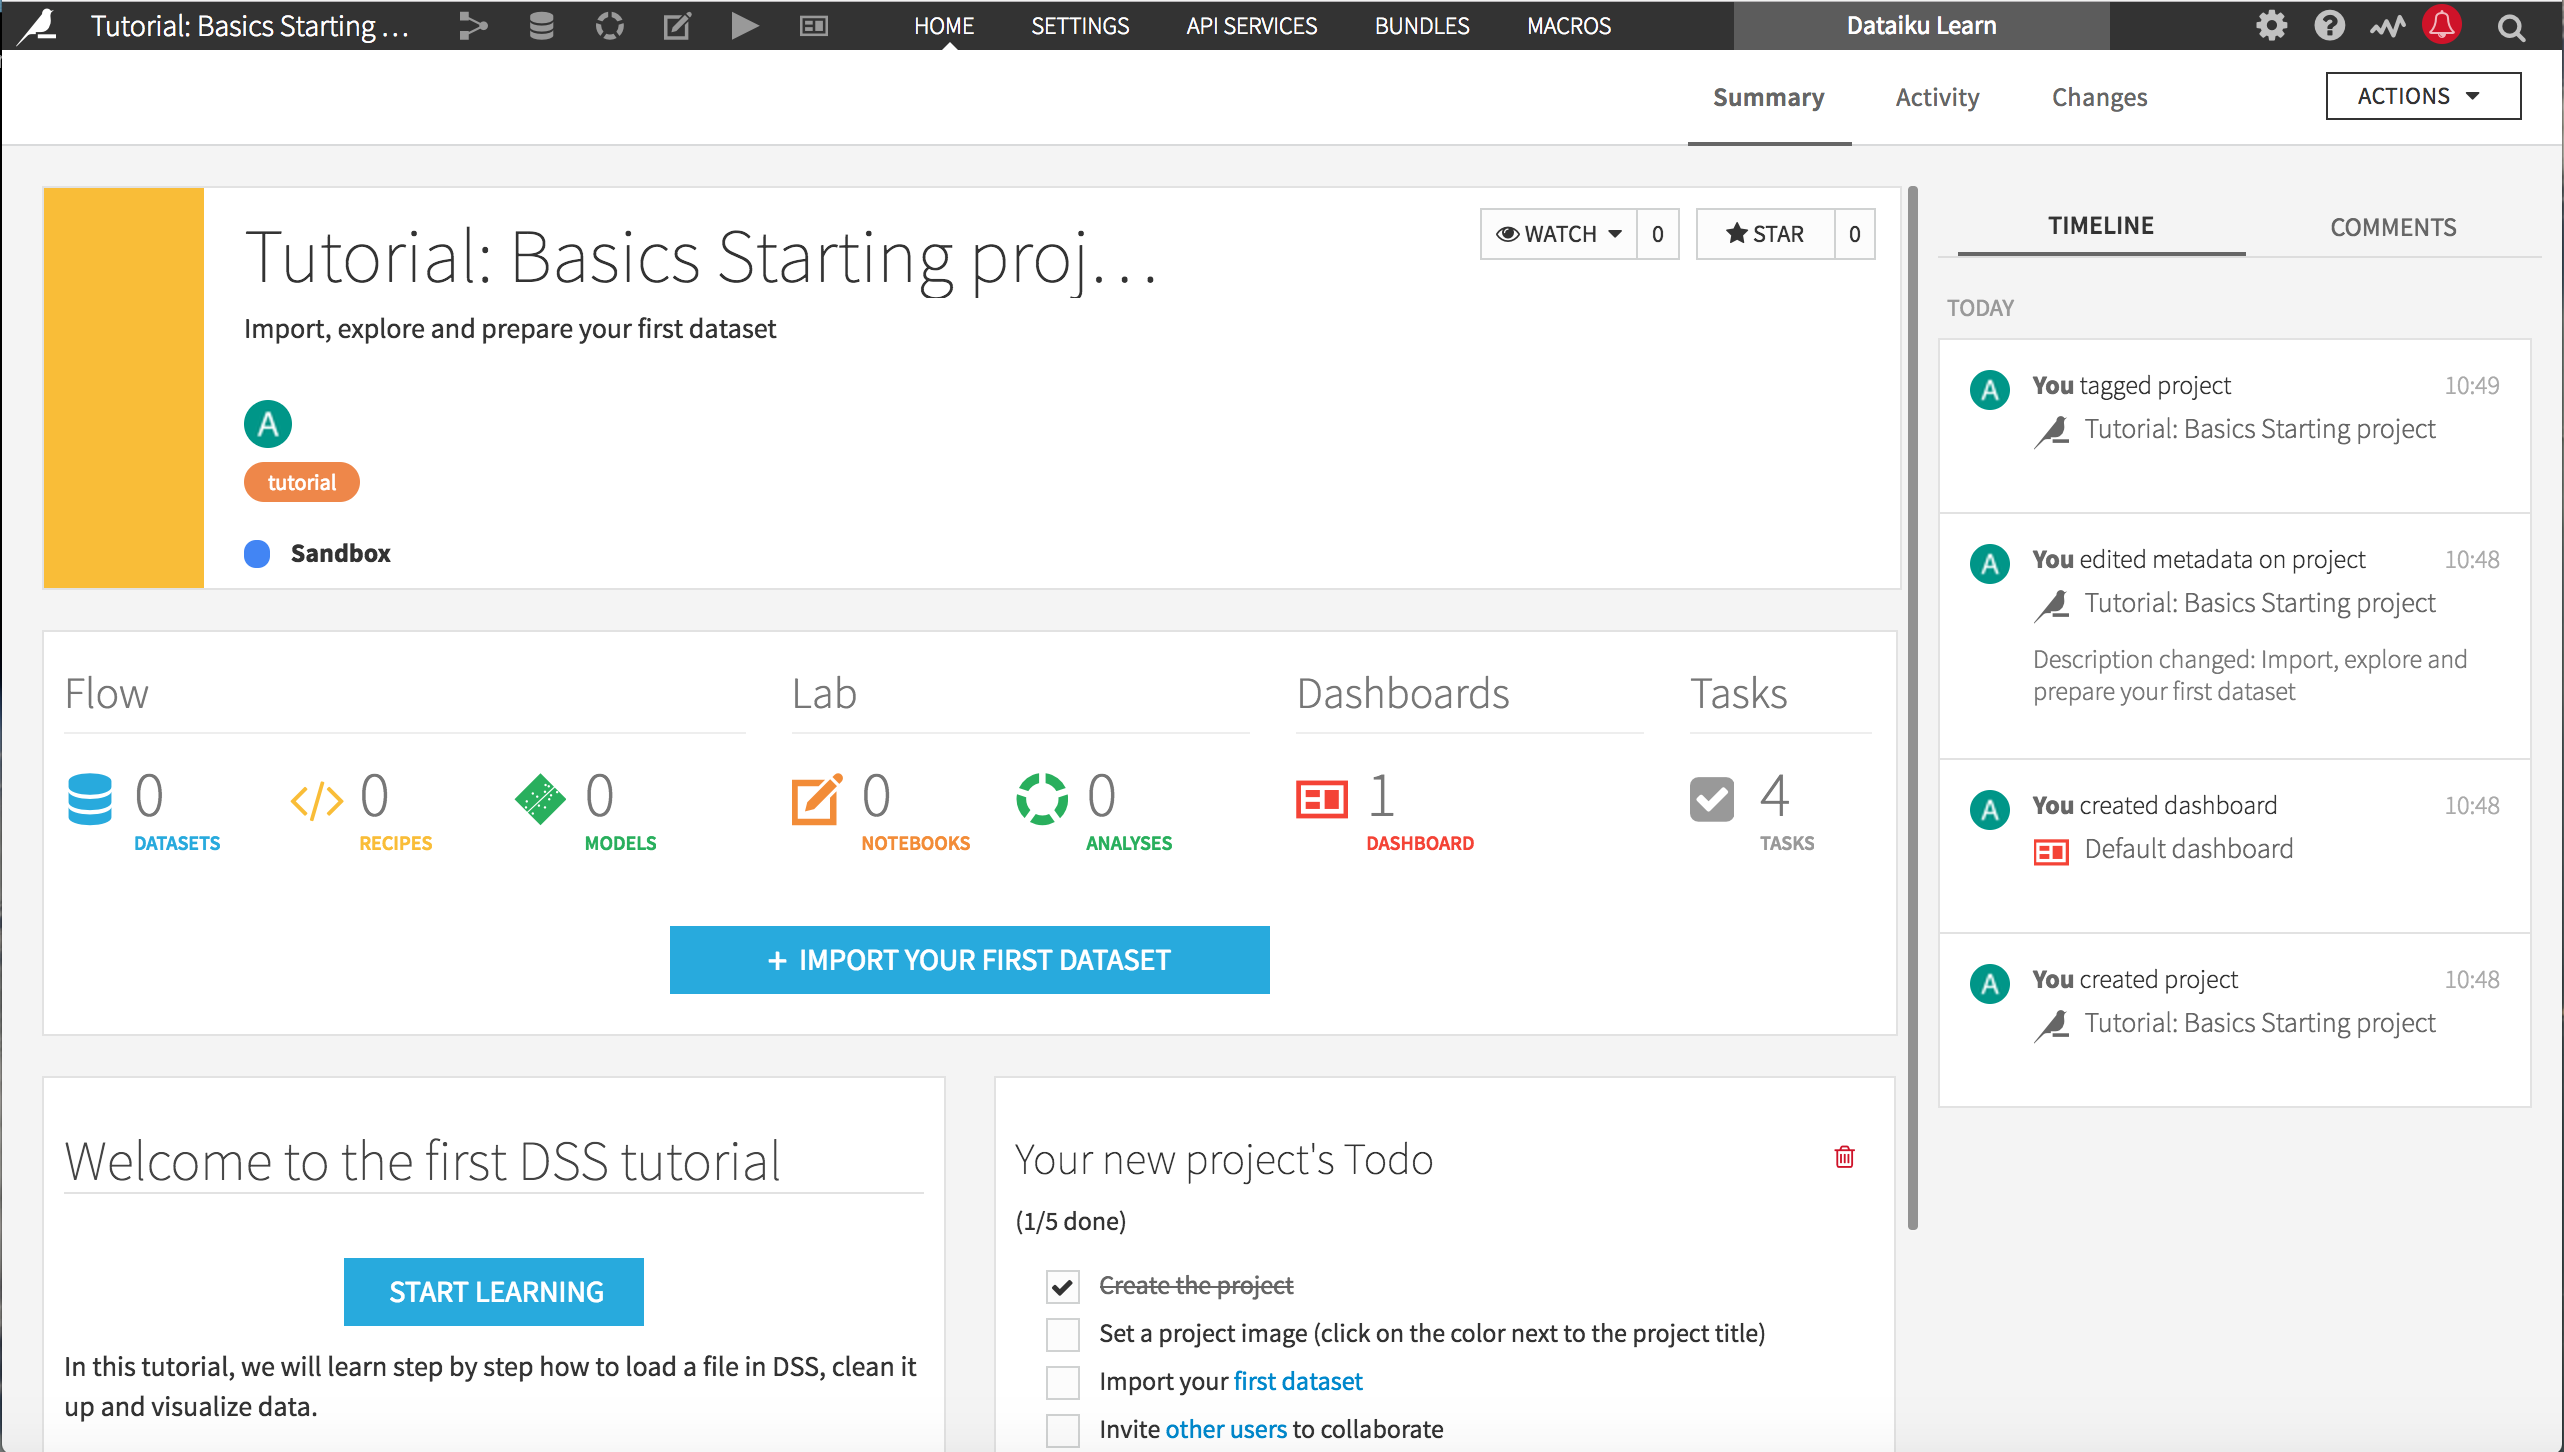 Tutorial: Basics Starting ...
HOME
SETTINGS
API SERVICES
BUNDLES
MACROS
Dataiku Learn
Summary
Activity
Changes
ACTIONS
Tutorial: Basics Starting proj...
WATCH
0
STAR
0
Import, explore and prepare your first dataset
A
tutorial
Sandbox
Flow
Lab
Dashboards
Tasks
0
DATASETS
0
RECIPES
0
MODELS
0
NOTEBOOKS
0
ANALYSES
1
DASHBOARD
4
TASKS
+ IMPORT YOUR FIRST DATASET
Welcome to the first DSS tutorial
START LEARNING
In this tutorial, we will learn step by step how to load a file in DSS, clean it
up and visualize data.
Your new project's Todo
(1/5 done)
Create the project
Set a project image (click on the color next to the project title)
Import your first dataset
Invite other users to collaborate
TIMELINE
COMMENTS
TODAY
A
You tagged project
10:49
Tutorial: Basics Starting project
A
You edited metadata on project
10:48
Tutorial: Basics Starting project
Description changed: Import, explore and
prepare your first dataset
A
You created dashboard
10:48
Default dashboard
A
You created project
10:48
Tutorial: Basics Starting project